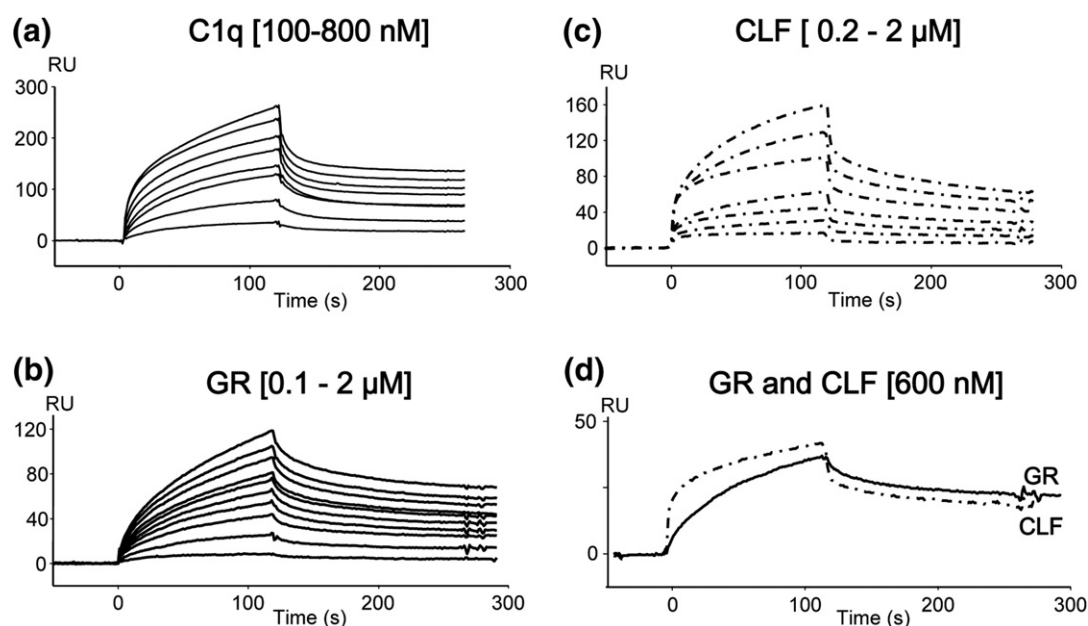 (a)
C1q [100-800 nM]
RU
300
200
100
0
0
100
200
300
Time (s)
(c)
CLF [ 0.2 - 2 µM]
RU
160
120
80
40
0
0
100
200
300
Time (s)
(b)
GR [0.1 - 2 µM]
RU
120
80
40
0
0
100
200
300
Time (s)
(d)
GR and CLF [600 nM]
RU
50
0
GR
CLF
0
100
200
300
Time (s)